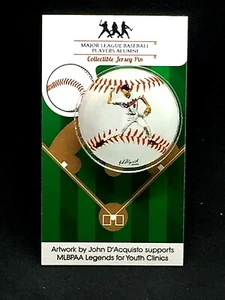 MAJOR LEAGUE BASEBALL
PLAYERS ALUMNI
Collectible Jersey Pin
Artwork by John D'Acquisto supports
MLBPAA Legends for Youth Clinics